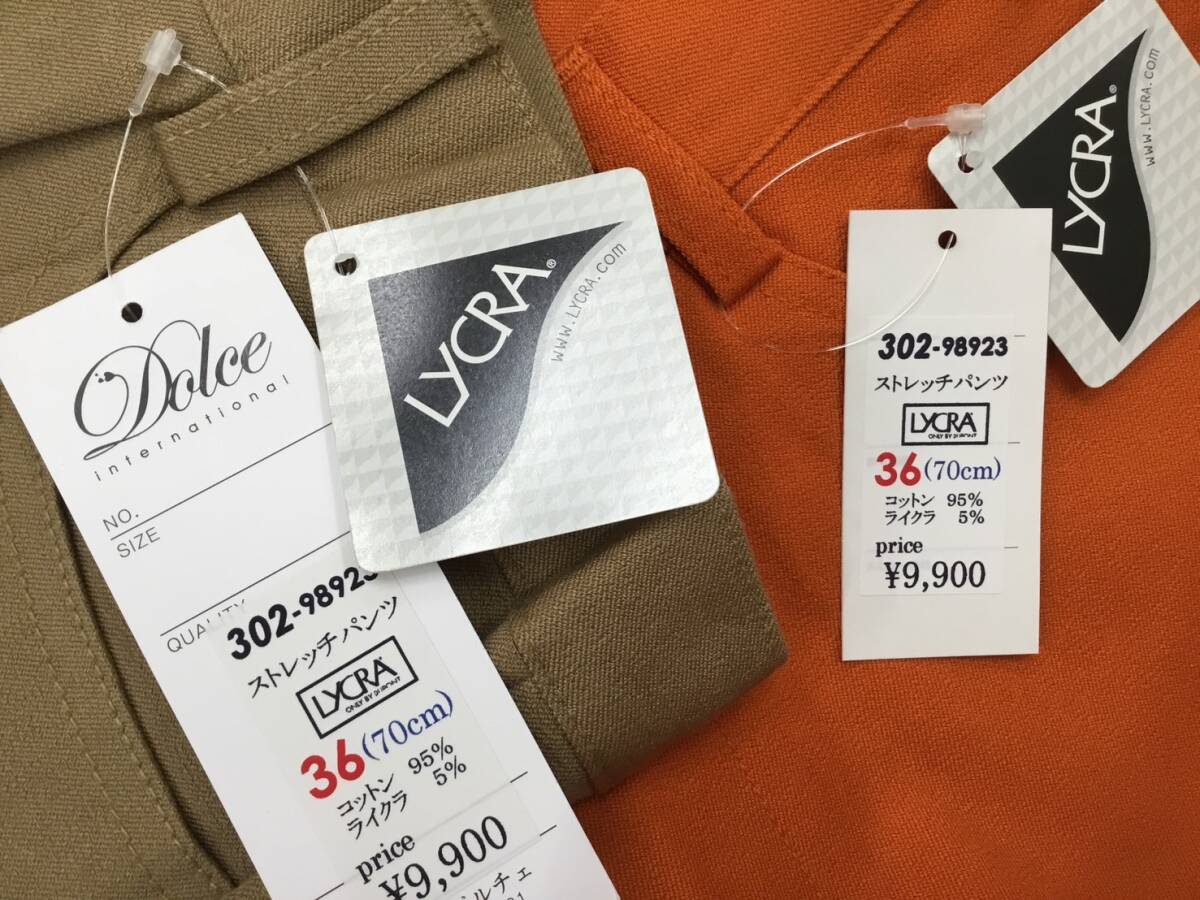 Dolce
international
NO.
SIZE
QUALITY
302-98923
ストレッチパンツ
LYCRA
ONLY BY DUPONT
36(70cm)
コットン 95%
ライクラ 5%
price
¥9,900
LYCRA®
www.LYCRA.com
LYCRA®
www.LYCRA.com
302-98923
ストレッチパンツ
LYCRA
ONLY BY DUPONT
36(70cm)
コットン 95%
ライクラ 5%
price
¥9,900